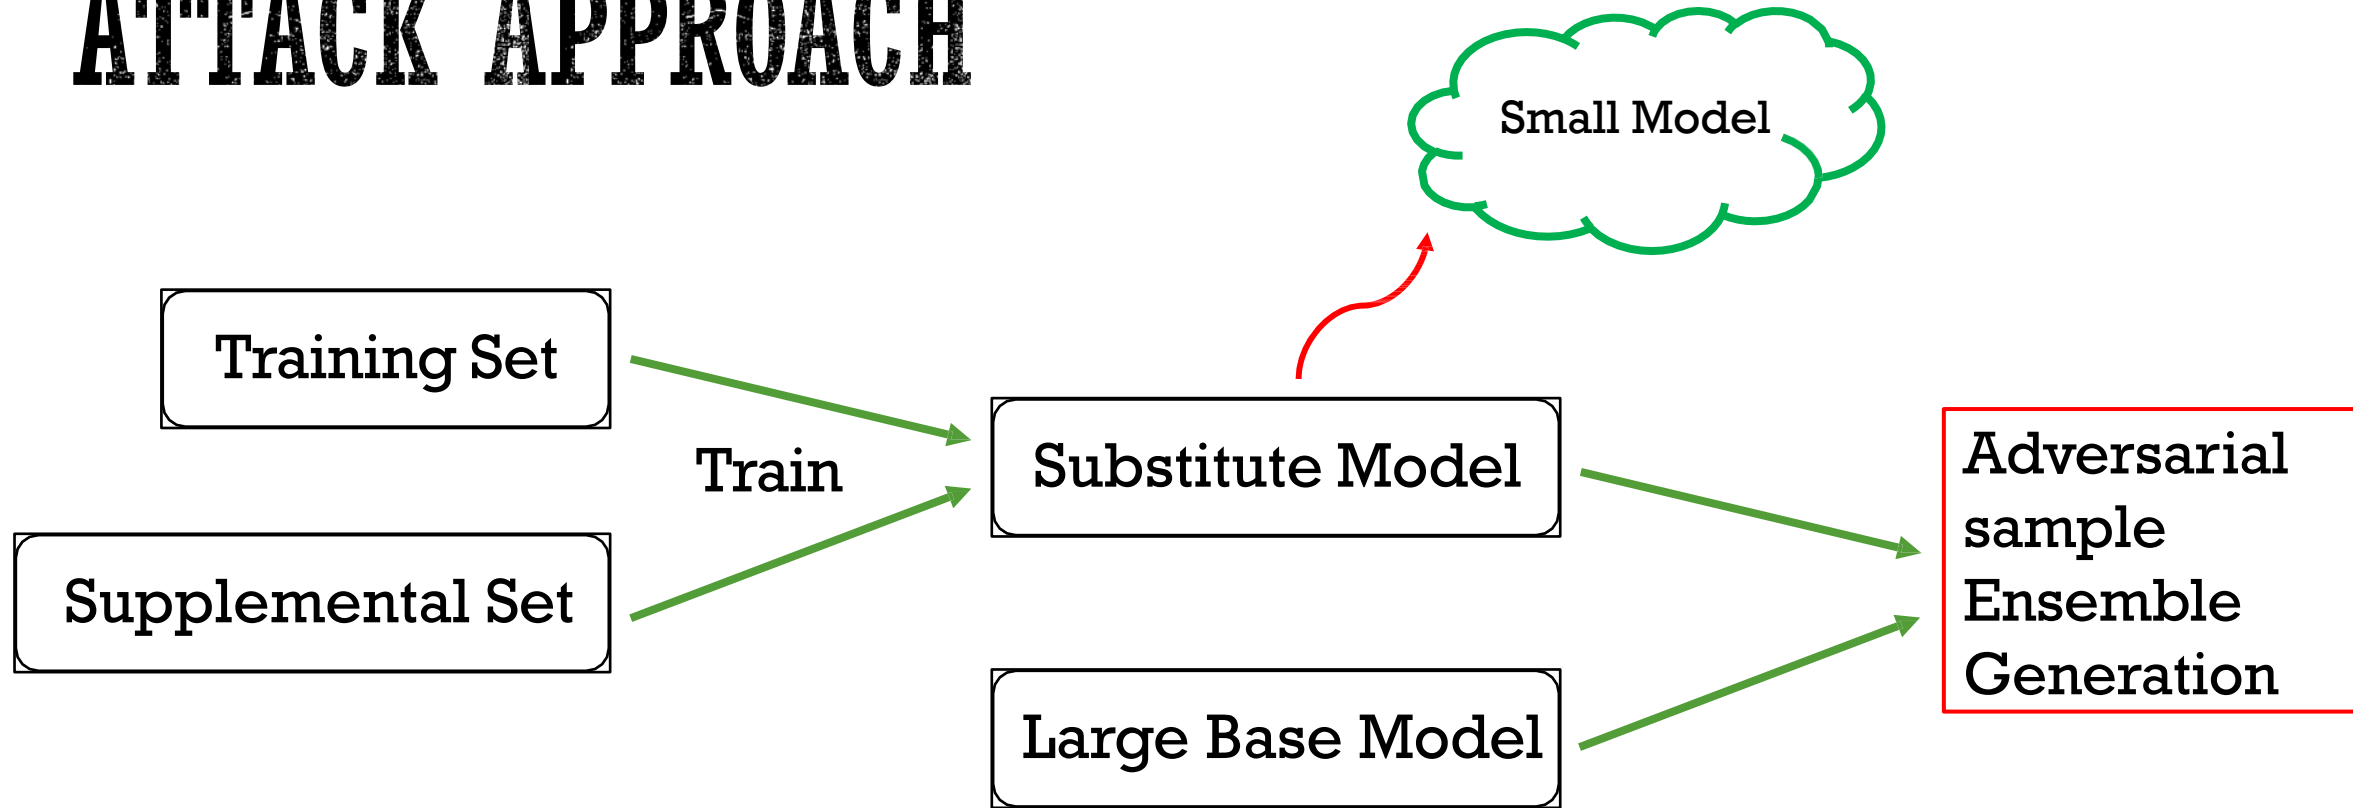 ATTACK APPROACH
Small Model
Training Set
Train
Substitute Model
Supplemental Set
Large Base Model
Adversarial
sample
Ensemble
Generation